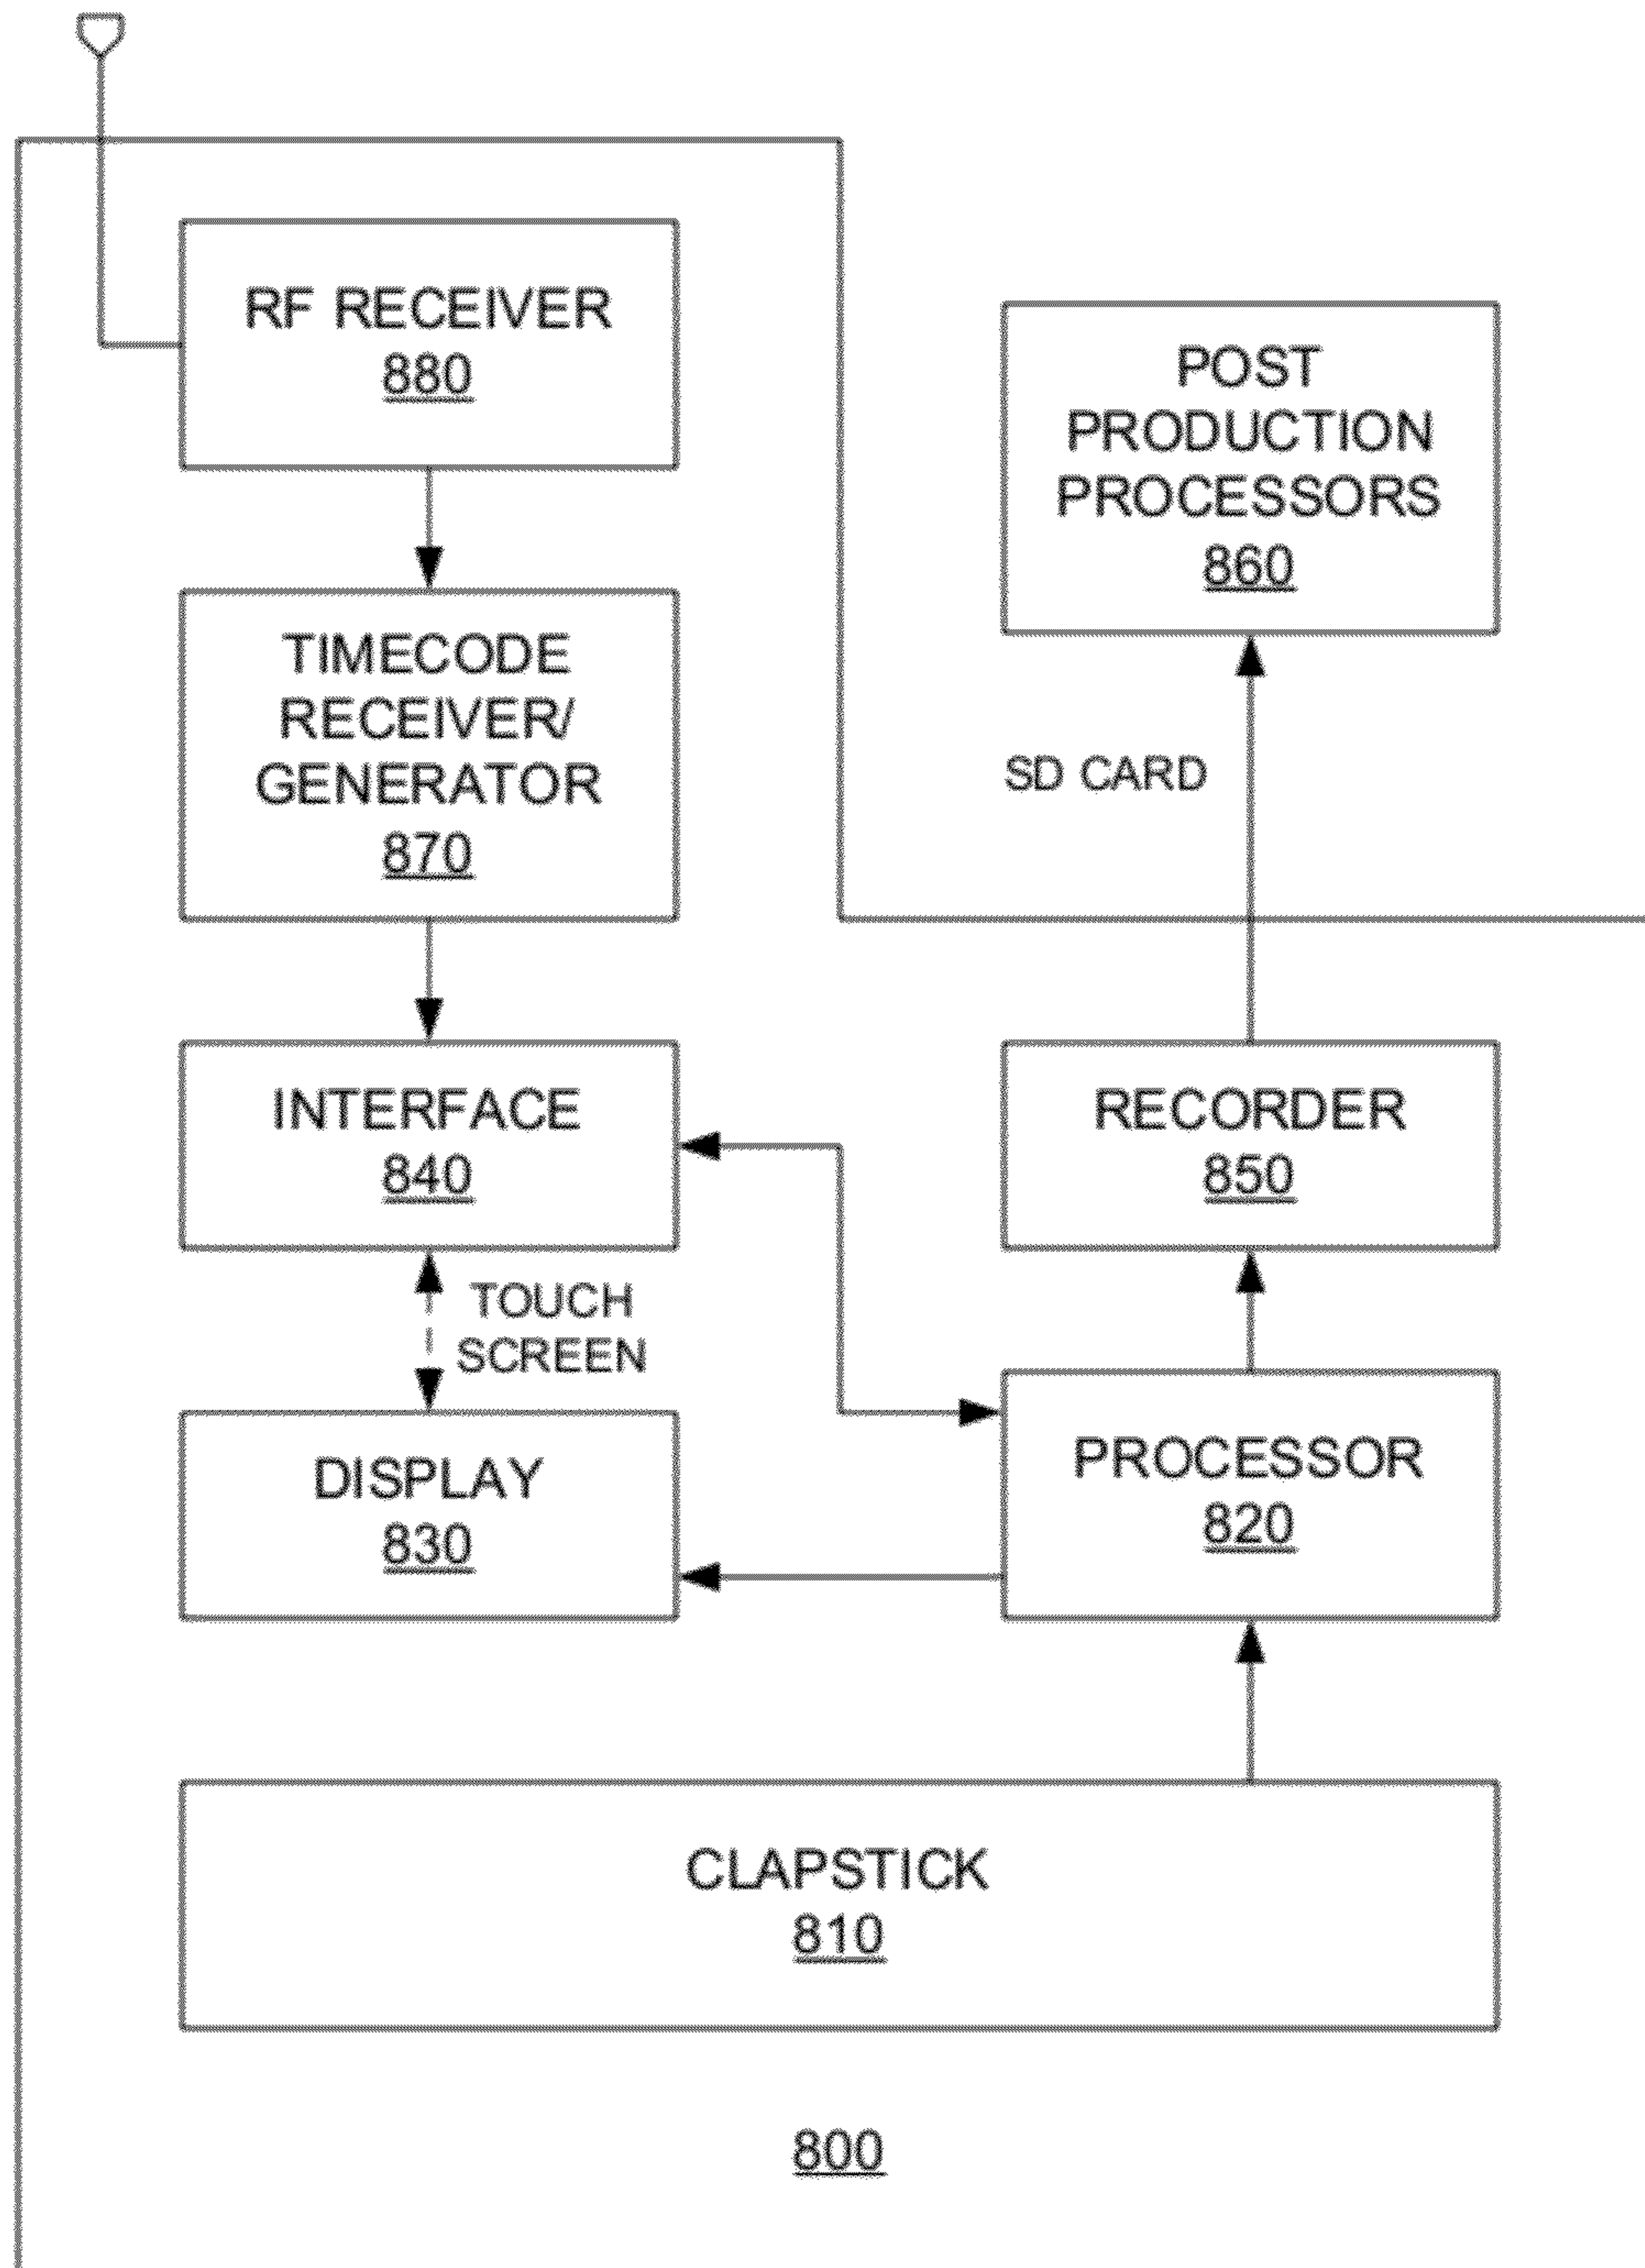 RF RECEIVER
880
POST
PRODUCTION
PROCESSORS
860
TIMECODE
RECEIVER/
GENERATOR
870
SD CARD
INTERFACE
840
RECORDER
850
TOUCH
SCREEN
DISPLAY
830
PROCESSOR
820
CLAPSTICK
810
800